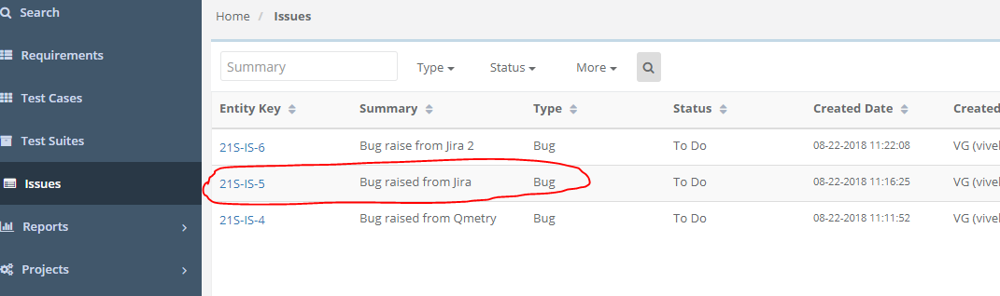 Search
Requirements
Test Cases
Test Suites
Issues
Reports
Projects
Home / Issues
Summary Type Status More
Entity Key Summary Type Status Created Date Created
21S-IS-6 Bug raise from Jira 2 Bug To Do 08-22-2018 11:22:08 VG (vivel
21S-IS-5 Bug raised from Jira Bug To Do 08-22-2018 11:16:25 VG (vivel
21S-IS-4 Bug raised from Qmetry Bug To Do 08-22-2018 11:11:52 VG (vivel